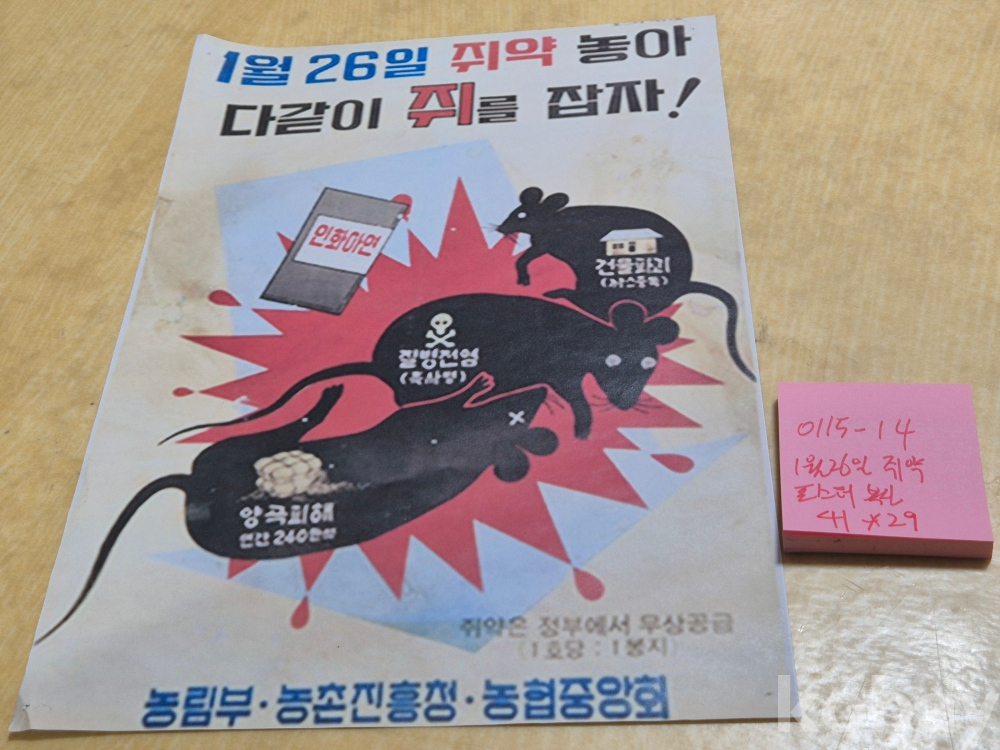 1월 26일 쥐약 놓아
다같이 쥐를 잡자!
인화아연
건물파괴
질병전염
(흑사병)
양곡피해
연간 240만석
쥐약은 정부에서 무상공급
(1호당 : 1봉지)
농림부·농촌진흥청·농협중앙회
0115-14
1월26일 쥐약
포스터 복사
41*29